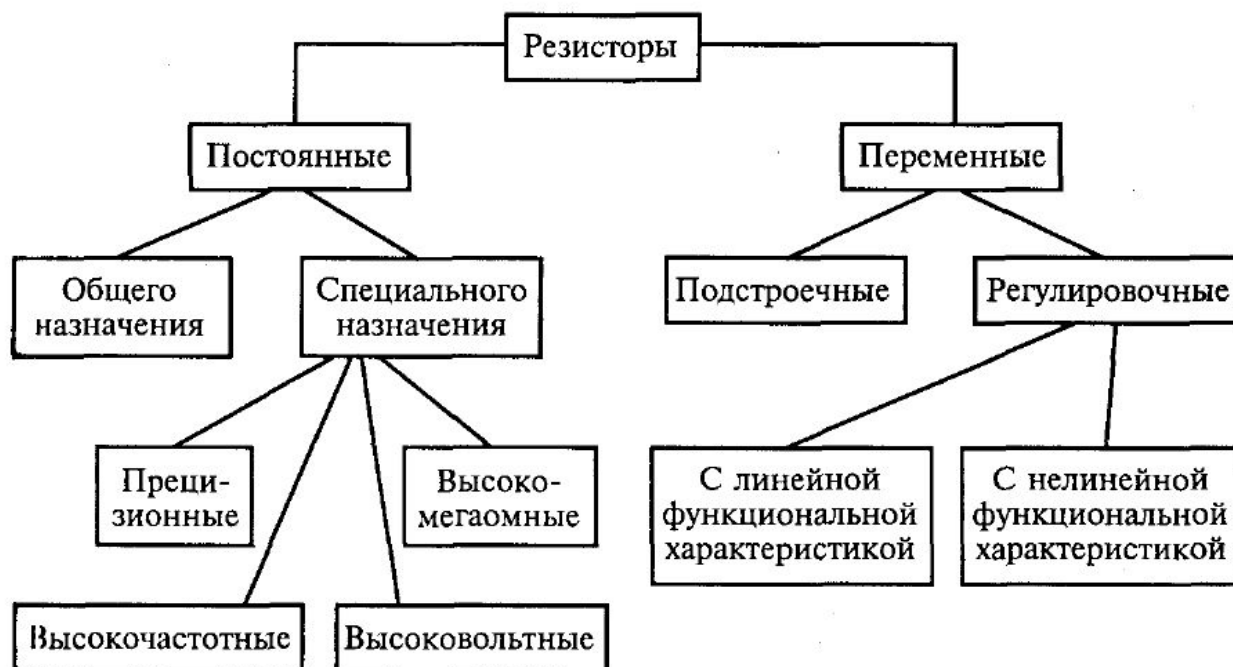 Резисторы
Постоянные
Переменные
Общего
назначения
Специального
назначения
Подстроечные
Регулировочные
Преци-
зионные
Высоко-
мегаомные
С линейной
функциональной
характеристикой
С нелинейной
функциональной
характеристикой
Высокочастотные
Высоковольтные